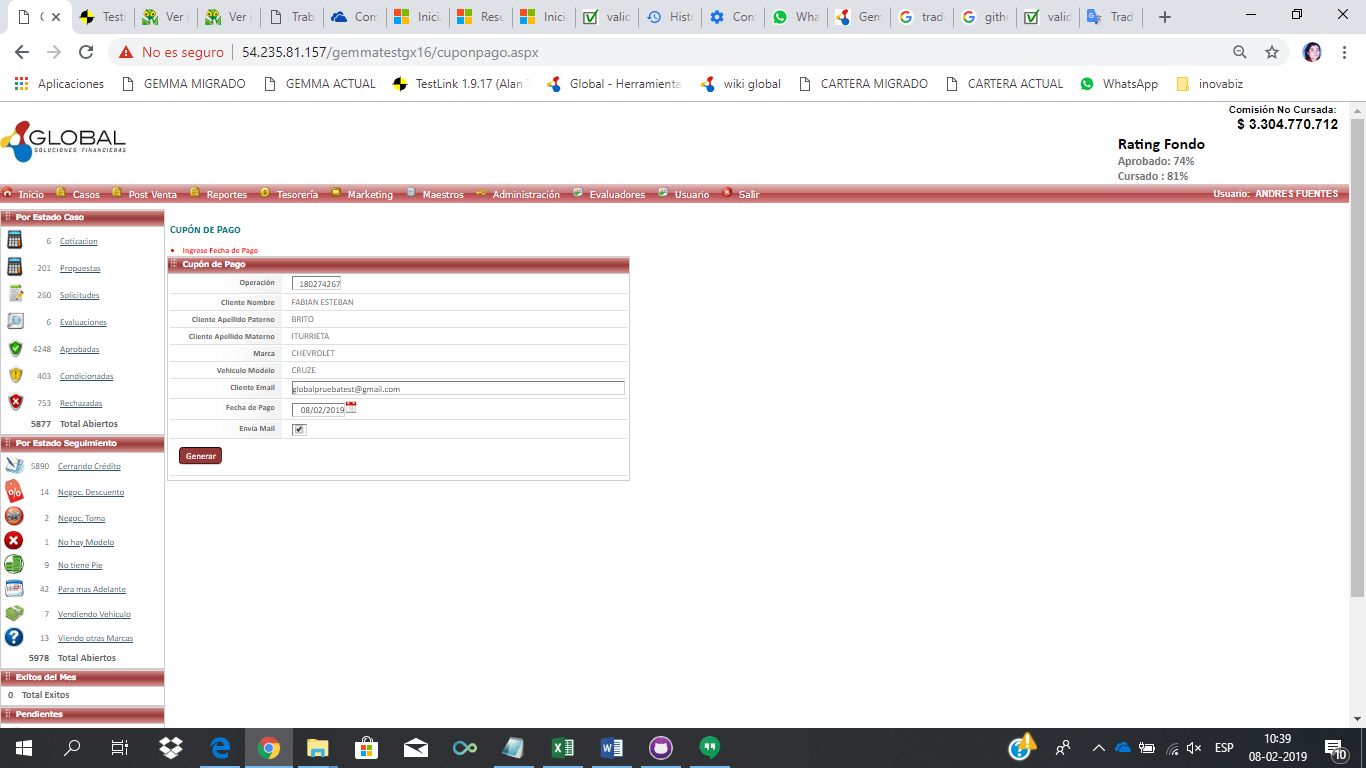 C
Testl
Ver i
Ver i
Trab
Com
Inicia
Resu
Inicia
valid
Histo
Conf
Wha
Gem
tradu
githu
valid
Trad
No es seguro | 54.235.81.157/gemmatestgx16/cuponpago.aspx
Aplicaciones GEMMA MIGRADO GEMMA ACTUAL TestLink 1.9.17 (Alan Global - Herramienta wiki global CARTERA MIGRADO CARTERA ACTUAL WhatsApp inovabiz
Comisión No Cursada:
$ 3.304.770.712
GLOBAL
SOLUCIONES FINANCIERAS
Rating Fondo
Aprobado: 74%
Cursado : 81%
Inicio Casos Post Venta Reportes Tesorería Marketing Maestros Administración Evaluadores Usuario Salir Usuario: ANDRES FUENTES
Por Estado Caso
6 Cotizacion
201 Propuestas
260 Solicitudes
6 Evaluaciones
4248 Aprobadas
403 Condicionadas
753 Rechazadas
5877 Total Abiertos
Por Estado Seguimiento
5890 Cerrando Crédito
14 Negoc. Descuento
2 Negoc. Toma
1 No hay Modelo
9 No tiene Pie
42 Para mas Adelante
7 Vendiendo Vehiculo
13 Viendo otras Marcas
5978 Total Abiertos
Exitos del Mes
0 Total Exitos
Pendientes
CUPÓN DE PAGO
• Ingrese Fecha de Pago
Cupón de Pago
Operación 180274267
Cliente Nombre FABIAN ESTEBAN
Cliente Apellido Paterno BRITO
Cliente Apellido Materno ITURRIETA
Marca CHEVROLET
Vehiculo Modelo CRUZE
Cliente Email globalpruebatest@gmail.com
Fecha de Pago 08/02/2019
Envía Mail
Generar
ESP
10:39
08-02-2019
10